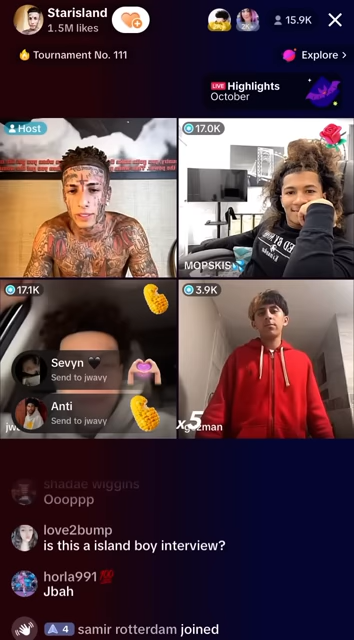 Starisland
1.5M likes
15.9K
Tournament No. 111
Explore >
LIVE Highlights
October
Host
17.0K
MOPSKIS
17.1K
3.9K
Sevyn 🖤
Send to jwavy
Anti
Send to jwavy
x5
shadae wiggins
Oooppp
love2bump
is this a island boy interview?
horla991 💯
Jbah
4 samir rotterdam joined